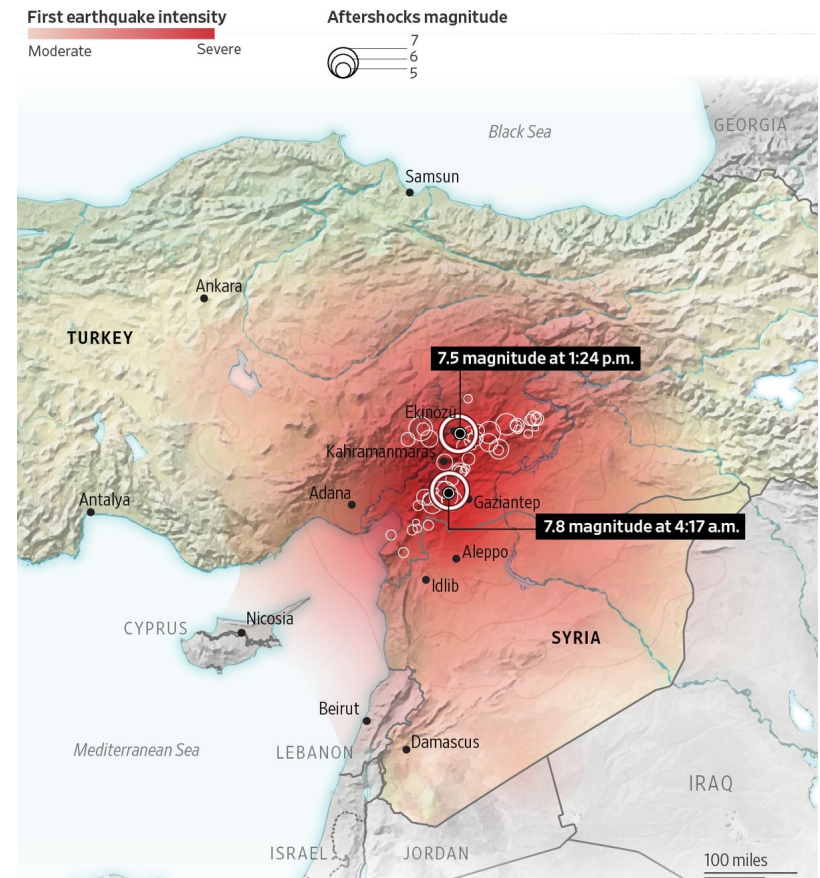 First earthquake intensity
Moderate
Severe
Aftershocks magnitude
7
6
5
Black Sea
GEORGIA
Samsun
Ankara
TURKEY
7.5 magnitude at 1:24 p.m.
Ekinözü
Kahramanmaraş
Adana
Gaziantep
Antalya
7.8 magnitude at 4:17 a.m.
Aleppo
Idlib
CYPRUS
Nicosia
SYRIA
Beirut
Mediterranean Sea
LEBANON
Damascus
IRAQ
ISRAEL
JORDAN
100 miles